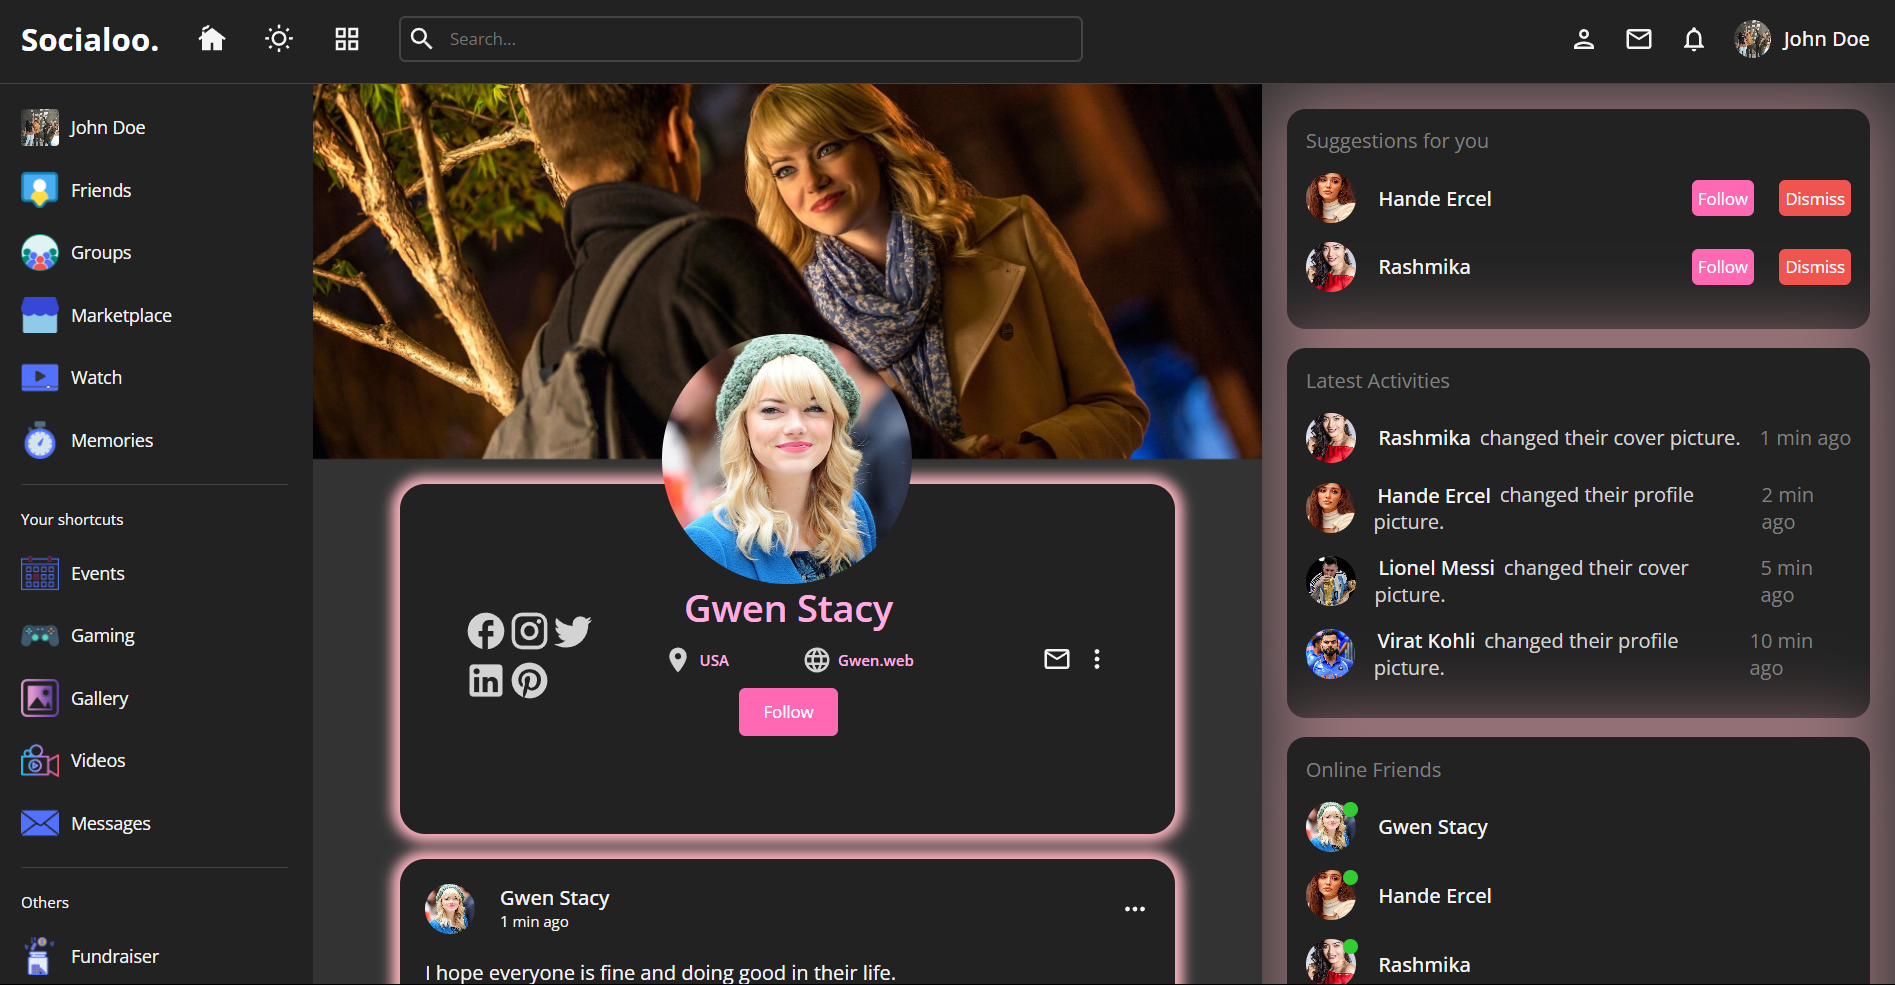 Socialoo.
Search...
John Doe
John Doe
Friends
Groups
Marketplace
Watch
Memories
Your shortcuts
Events
Gaming
Gallery
Videos
Messages
Others
Fundraiser
Gwen Stacy
USA
Gwen.web
Follow
Gwen Stacy
1 min ago
I hope everyone is fine and doing good in their life.
Suggestions for you
Hande Ercel Follow Dismiss
Rashmika Follow Dismiss
Latest Activities
Rashmika changed their cover picture. 1 min ago
Hande Ercel changed their profile 2 min
picture. ago
Lionel Messi changed their cover 5 min
picture. ago
Virat Kohli changed their profile 10 min
picture. ago
Online Friends
Gwen Stacy
Hande Ercel
Rashmika